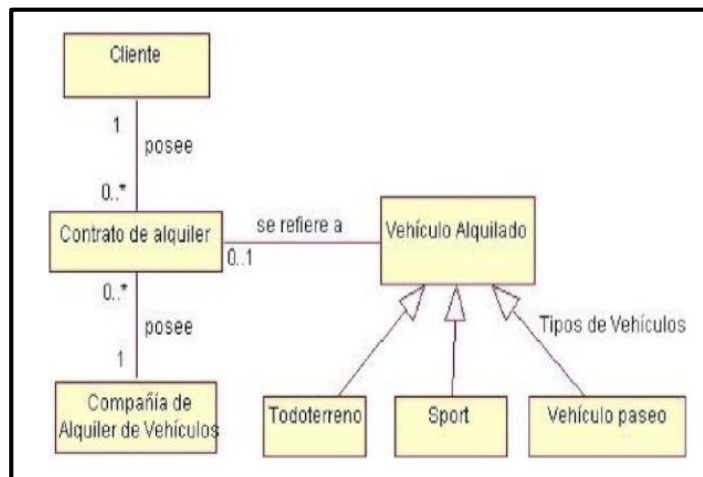 Cliente
1
posee
0..*
Contrato de alquiler
se refiere a
0..1
Vehículo Alquilado
0..*
posee
1
Tipos de Vehículos
Compañía de
Alquiler de Vehículos
Todoterreno
Sport
Vehículo paseo